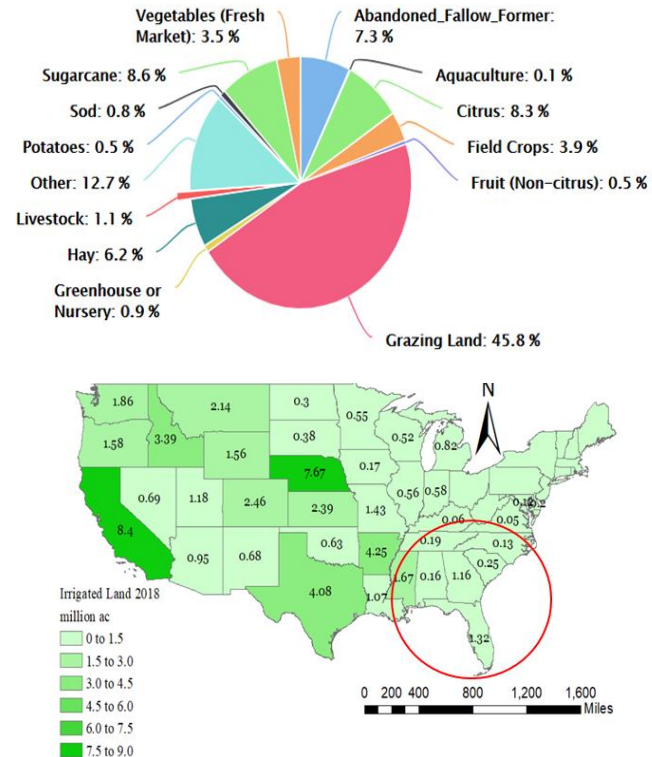 Vegetables (Fresh
Market): 3.5 %
Abandoned_Fallow_Former:
7.3 %
Sugarcane: 8.6 %
Aquaculture: 0.1 %
Sod: 0.8 %
Citrus: 8.3 %
Potatoes: 0.5 %
Field Crops: 3.9 %
Other: 12.7 %
Fruit (Non-citrus): 0.5 %
Livestock: 1.1 %
Hay: 6.2 %
Greenhouse or
Nursery: 0.9 %
Grazing Land: 45.8 %
N
1.86
2.14
0.3
0.55
1.58
3.39
0.38
0.52
0.82
1.56
7.67
0.17
0.69
1.18
2.46
2.39
1.43
0.56
0.58
0.06
0.05
8.4
0.95
0.68
0.63
4.25
0.19
0.13
0.25
4.08
1.07
1.67
0.16
1.16
1.32
Irrigated Land 2018
million ac
0 to 1.5
1.5 to 3.0
3.0 to 4.5
4.5 to 6.0
6.0 to 7.5
7.5 to 9.0
0 200 400 800 1,200 1,600
Miles